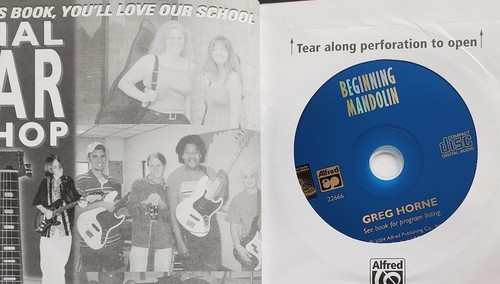 S BOOK, YOU'LL LOVE OUR SCHOOL
AR
HOP
Tear along perforation to open
BEGINNING
MANDOLIN
COMPACT
disc
DIGITAL AUDIO
Alfred
22666
GREG HORNE
See book for program listing.
Alfred